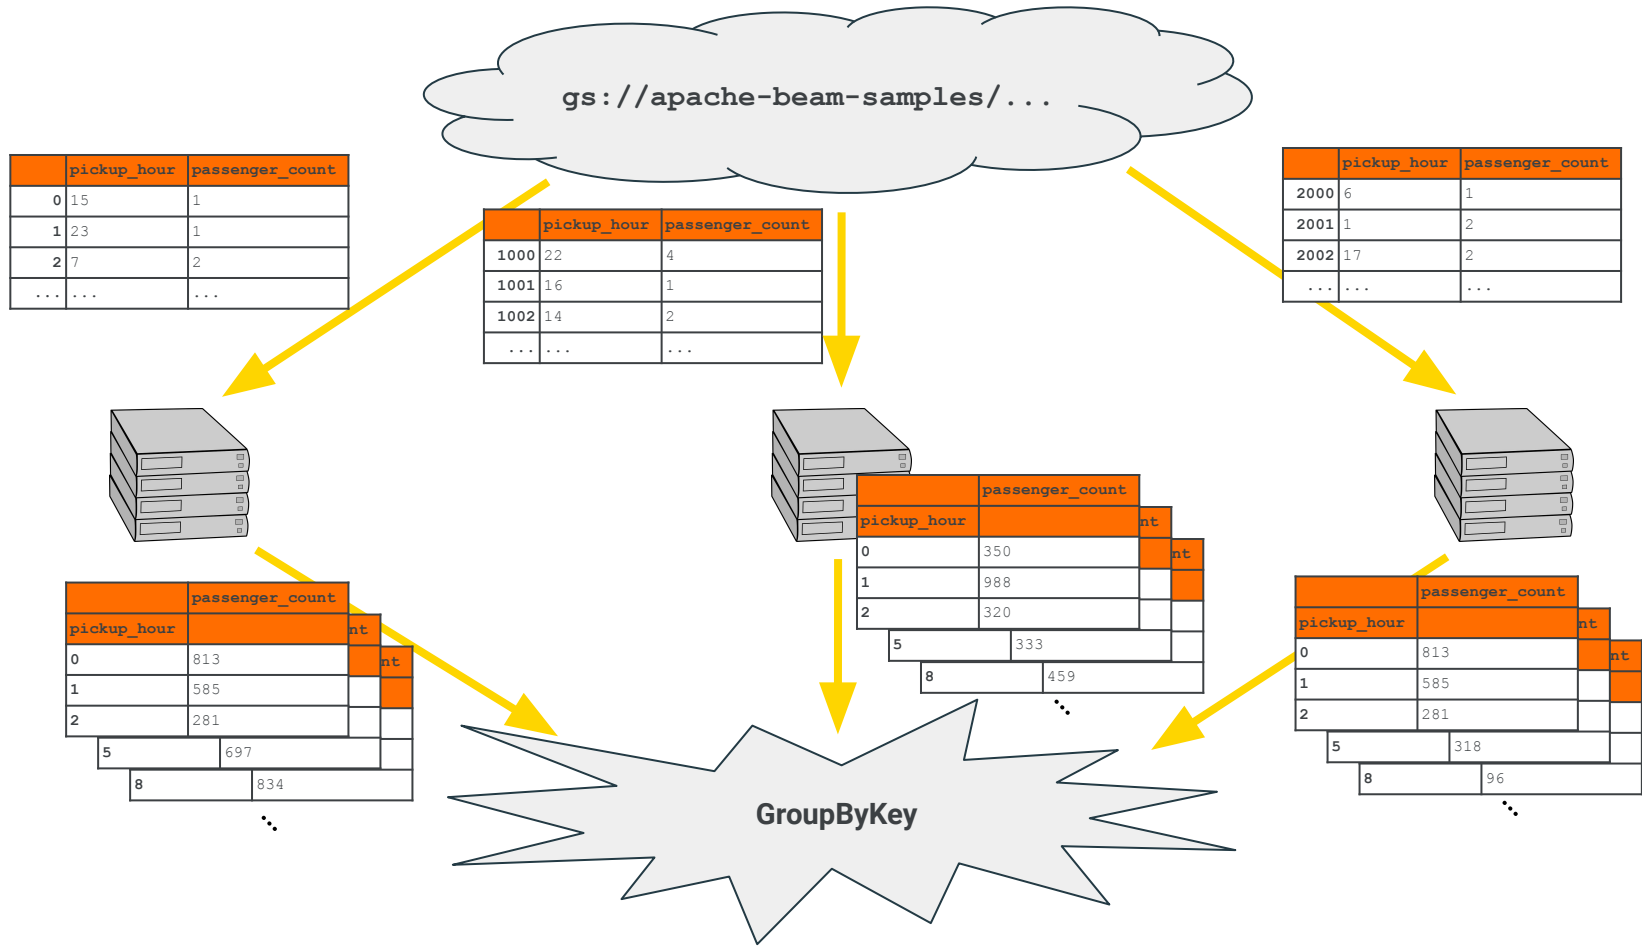 gs://apache-beam-samples/...
pickup_hour passenger_count
0 15 1
1 23 1
2 7 2
... ... ...
pickup_hour passenger_count
1000 22 4
1001 16 1
1002 14 2
... ... ...
pickup_hour passenger_count
2000 6 1
2001 1 2
2002 17 2
... ... ...
passenger_count
pickup_hour nt
0 813 nt
1 585
2 281
5 697
8 834
passenger_count
pickup_hour nt
0 350 nt
1 988
2 320
5 333
8 459
passenger_count
pickup_hour nt
0 813 nt
1 585
2 281
5 318
8 96
GroupByKey